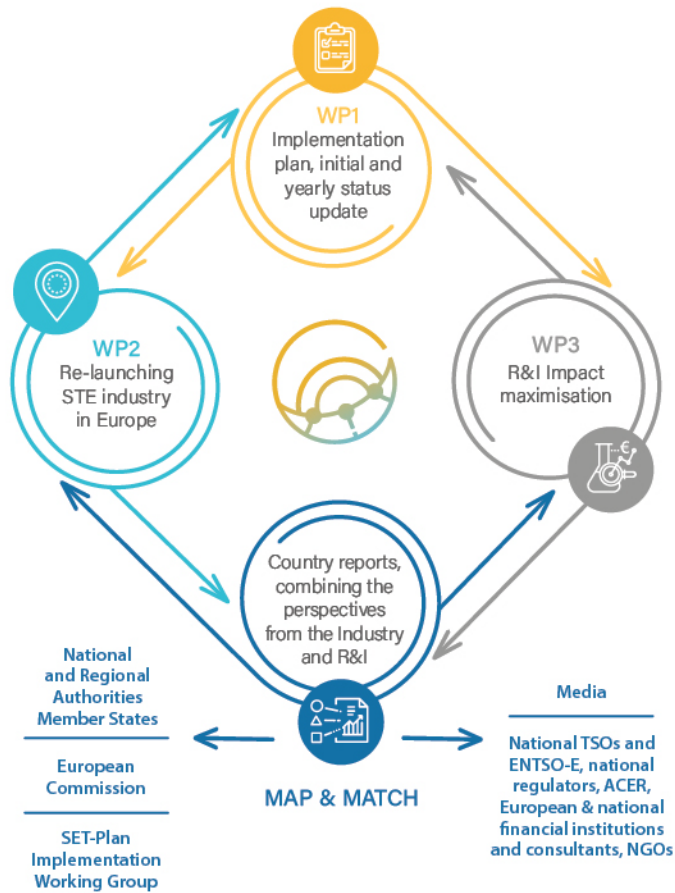 WP1
Implementation
plan, initial and
yearly status
update
WP2
Re-launching
STE industry
in Europe
WP3
R&I Impact
maximisation
Country reports,
combining the
perspectives
from the Industry
and R&I
MAP & MATCH
National
and Regional
Authorities
Member States
European
Commission
SET-Plan
Implementation
Working Group
Media
National TSOs and
ENTSO-E, national
regulators, ACER,
European & national
financial institutions
and consultants, NGOs